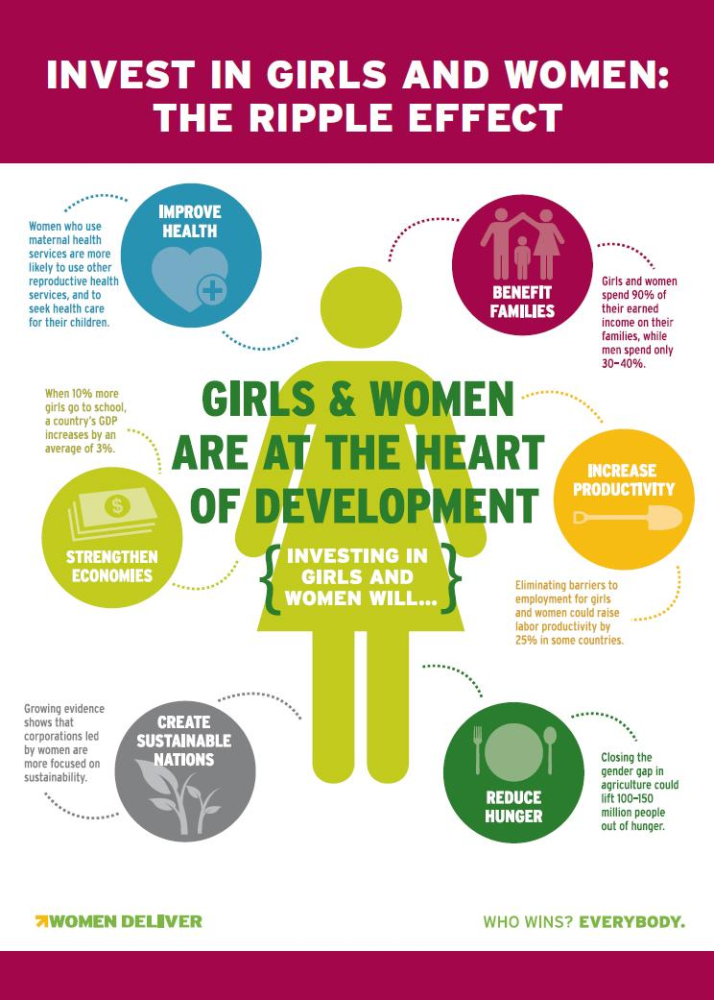 INVEST IN GIRLS AND WOMEN:
THE RIPPLE EFFECT
IMPROVE
HEALTH
Women who use
maternal health
services are more
likely to use other
reproductive health
services, and to
seek health care
for their children.
BENEFIT
FAMILIES
Girls and women
spend 90% of
their earned
income on their
families, while
men spend only
30–40%.
GIRLS & WOMEN
ARE AT THE HEART
OF DEVELOPMENT
{INVESTING IN
GIRLS AND
WOMEN WILL...}
When 10% more
girls go to school,
a country's GDP
increases by an
average of 3%.
$
STRENGTHEN
ECONOMIES
INCREASE
PRODUCTIVITY
Eliminating barriers to
employment for girls
and women could raise
labor productivity by
25% in some countries.
Growing evidence
shows that
corporations led
by women are
more focused on
sustainability.
CREATE
SUSTAINABLE
NATIONS
REDUCE
HUNGER
Closing the
gender gap in
agriculture could
lift 100–150
million people
out of hunger.
WOMEN DELIVER
WHO WINS? EVERYBODY.